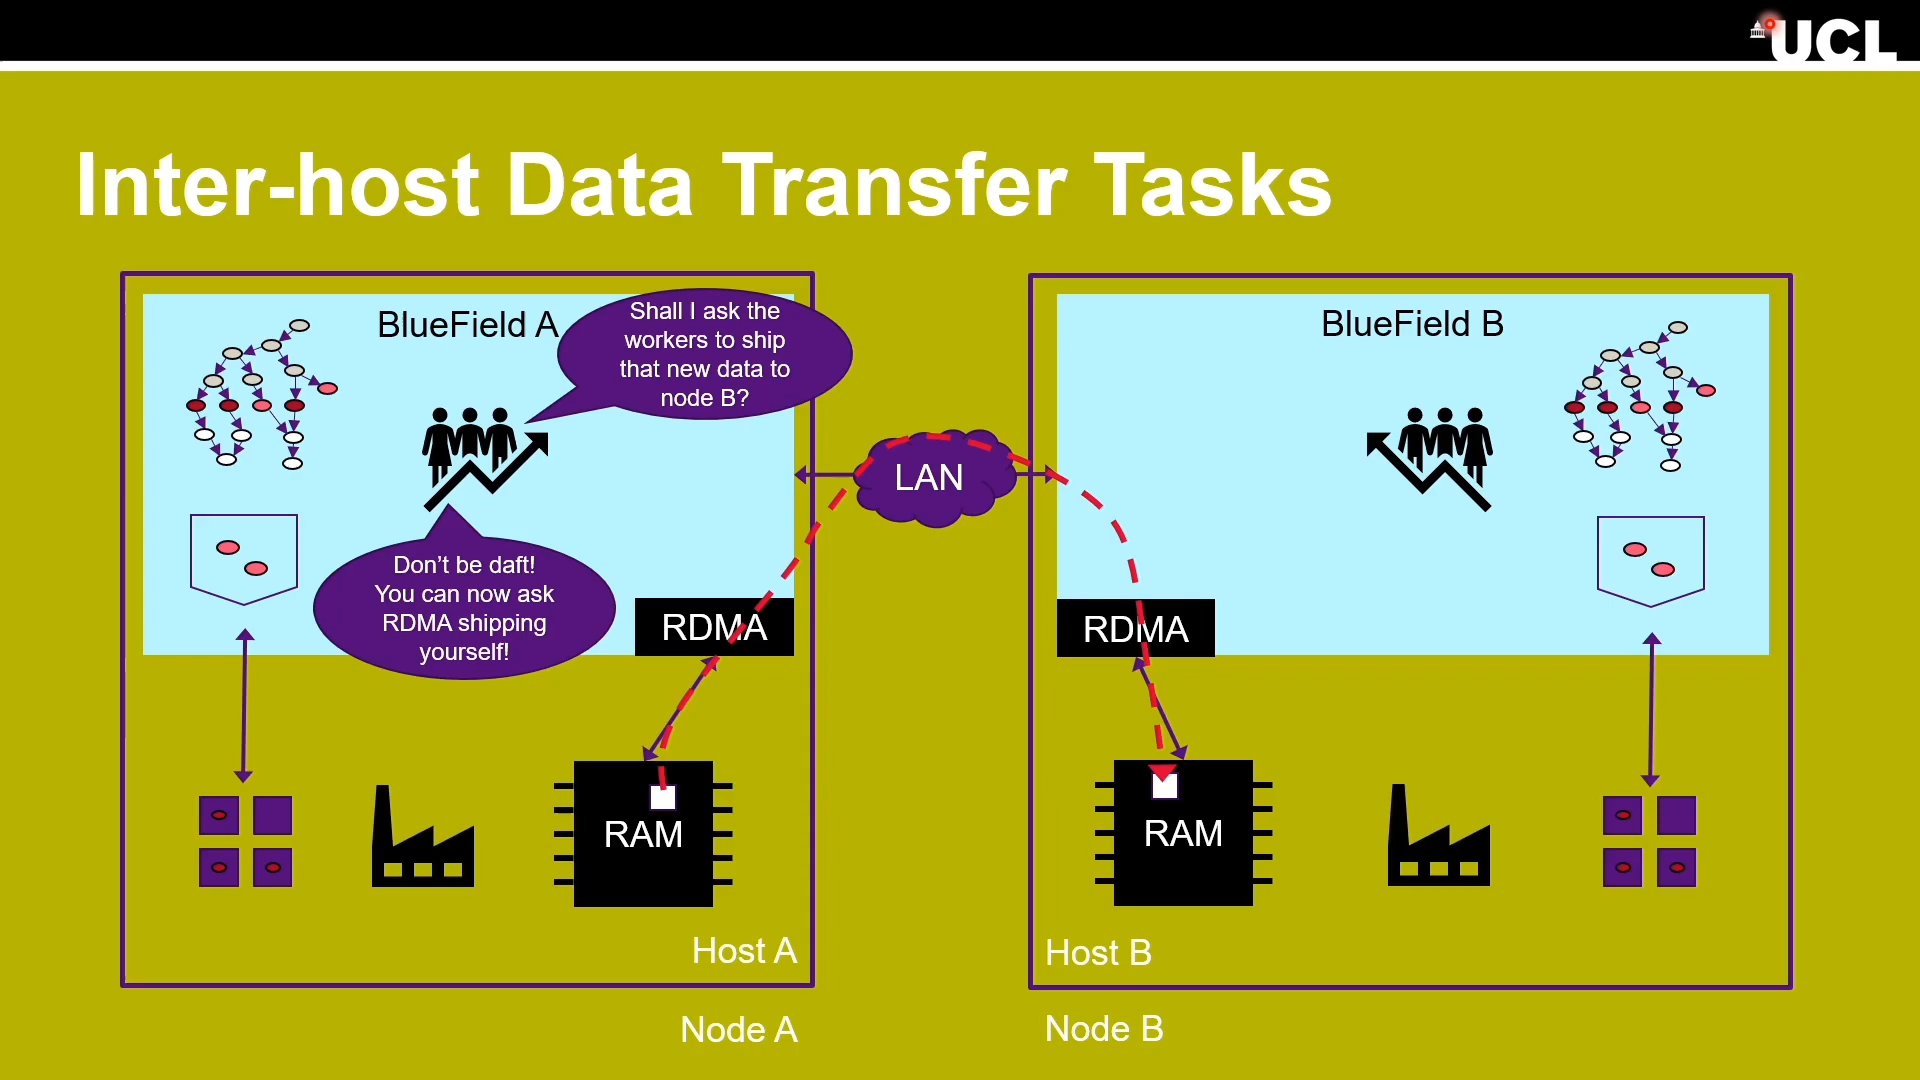 UCL
Inter-host Data Transfer Tasks
BlueField A
Shall I ask the
workers to ship
that new data to
node B?
BlueField B
LAN
Don't be daft!
You can now ask
RDMA shipping
yourself!
RDMA
RDMA
RAM
RAM
Host A
Host B
Node A
Node B